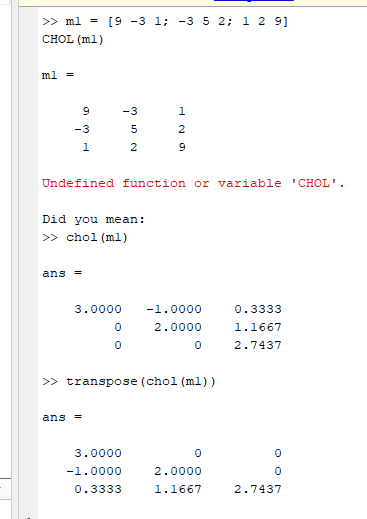 >> m1 = [9 -3 1; -3 5 2; 1 2 9]
CHOL(m1)
m1 =
9 -3 1
-3 5 2
1 2 9
Undefined function or variable 'CHOL'.
Did you mean:
>> chol(m1)
ans =
3.0000 -1.0000 0.3333
0 2.0000 1.1667
0 0 2.7437
>> transpose(chol(m1))
ans =
3.0000 0 0
-1.0000 2.0000 0
0.3333 1.1667 2.7437